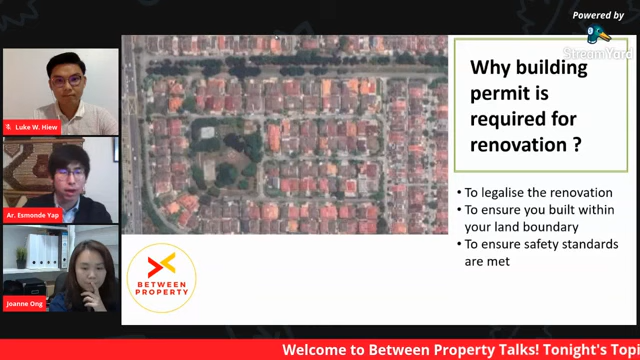 Powered by
StreamYard
Why building
permit is
required for
renovation ?
Luke W. Hiew
• To legalise the renovation
• To ensure you built within
your land boundary
• To ensure safety standards
are met
Ar. Esmonde Yap
BETWEEN
PROPERTY
Joanne Ong
Welcome to Between Property Talks! Tonight's Topi